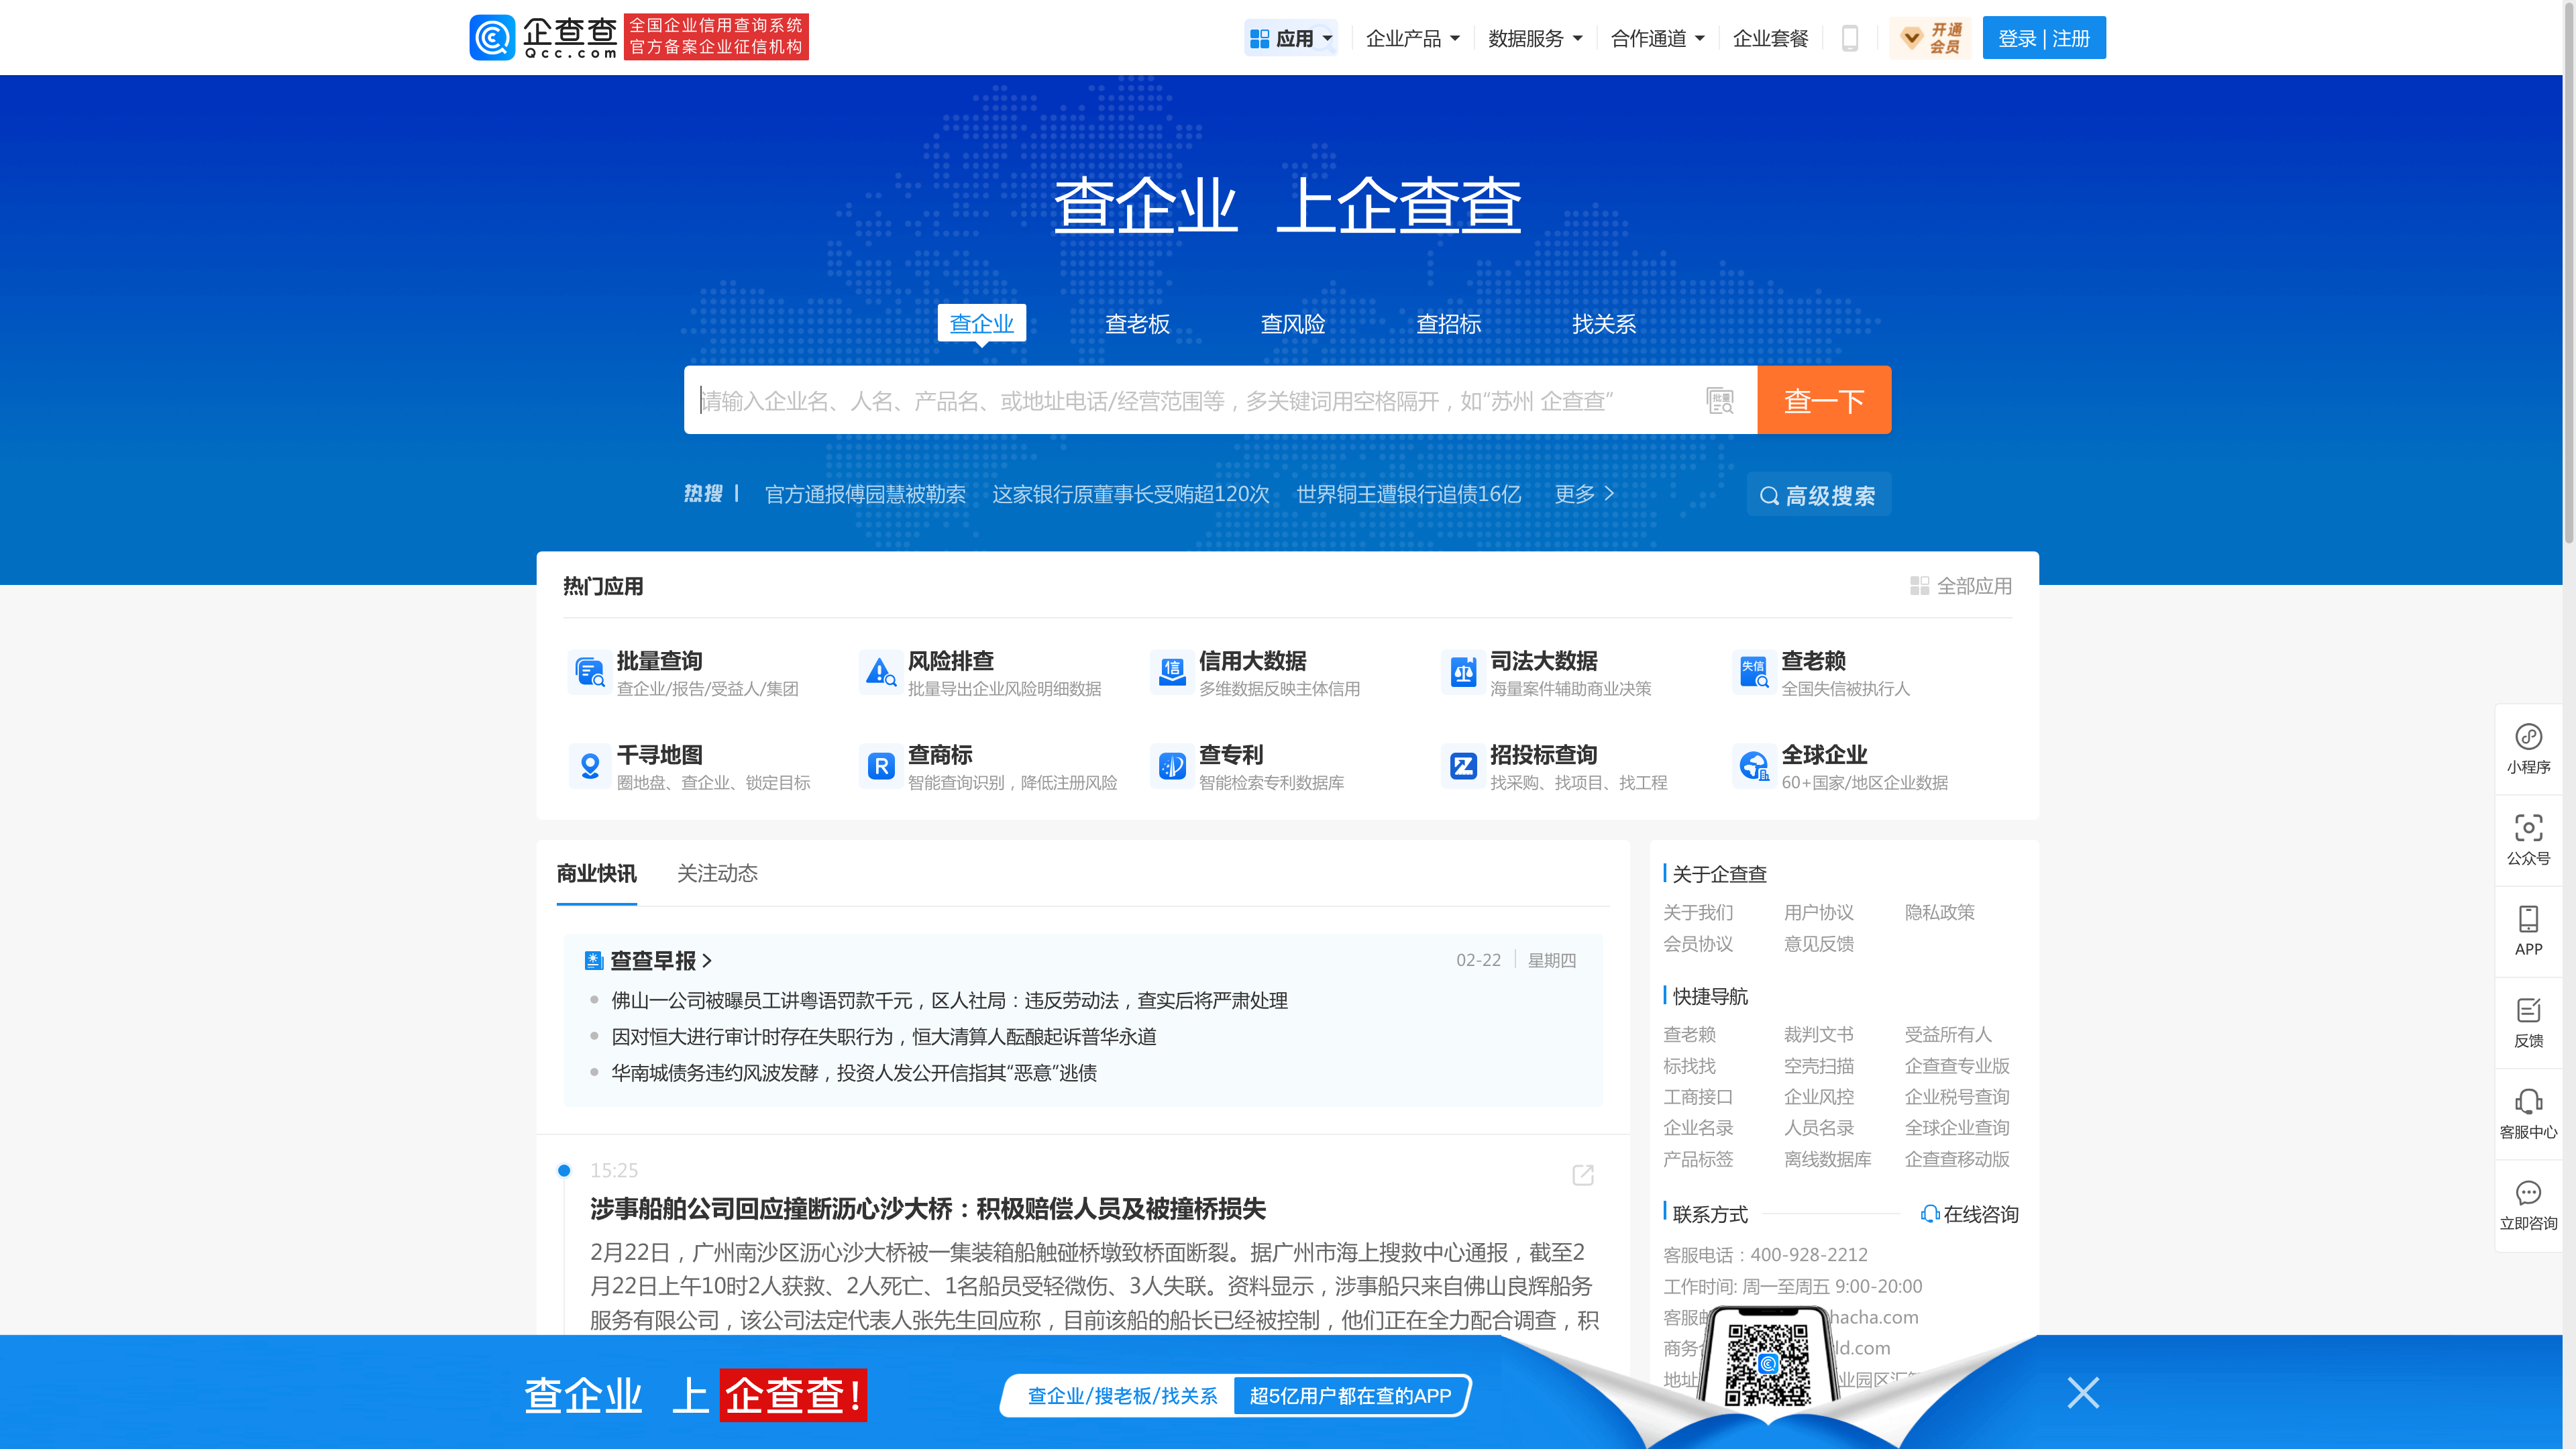 企查查
Qcc.com
全国企业信用查询系统
官方备案企业征信机构
应用
企业产品
数据服务
合作通道
企业套餐
开通会员
登录 | 注册
查企业 上企查查
查企业
查老板
查风险
查招标
找关系
请输入企业名、人名、产品名、或地址电话/经营范围等，多关键词用空格隔开，如“苏州 企查查”
批量
查一下
热搜
官方通报傅园慧被勒索
这家银行原董事长受贿超120次
世界铜王遭银行追债16亿
更多
高级搜索
热门应用
全部应用
批量查询
查企业/报告/受益人/集团
风险排查
批量导出企业风险明细数据
信
信用大数据
多维数据反映主体信用
司法大数据
海量案件辅助商业决策
失信
查老赖
全国失信被执行人
千寻地图
圈地盘、查企业、锁定目标
R
查商标
智能查询识别，降低注册风险
查专利
智能检索专利数据库
招投标查询
找采购、找项目、找工程
全球企业
60+国家/地区企业数据
小程序
公众号
APP
反馈
客服中心
立即咨询
商业快讯
关注动态
查查早报
02-22
星期四
佛山一公司被曝员工讲粤语罚款千元，区人社局：违反劳动法，查实后将严肃处理
因对恒大进行审计时存在失职行为，恒大清算人酝酿起诉普华永道
华南城债务违约风波发酵，投资人发公开信指其“恶意”逃债
15:25
涉事船舶公司回应撞断沥心沙大桥：积极赔偿人员及被撞桥损失
2月22日，广州南沙区沥心沙大桥被一集装箱船触碰桥墩致桥面断裂。据广州市海上搜救中心通报，截至2
月22日上午10时2人获救、2人死亡、1名船员受轻微伤、3人失联。资料显示，涉事船只来自佛山良辉船务
服务有限公司，该公司法定代表人张先生回应称，目前该船的船长已经被控制，他们正在全力配合调查，积
关于企查查
关于我们 用户协议 隐私政策
会员协议 意见反馈
快捷导航
查老赖 裁判文书 受益所有人
标找找 空壳扫描 企查查专业版
工商接口 企业风控 企业税号查询
企业名录 人员名录 全球企业查询
产品标签 离线数据库 企查查移动版
联系方式
在线咨询
客服电话：400-928-2212
工作时间: 周一至周五 9:00-20:00
客服 hacha.com
商务 ld.com
地址 业园区汇
查企业 上 企查查!
查企业/搜老板/找关系
超5亿用户都在查的APP